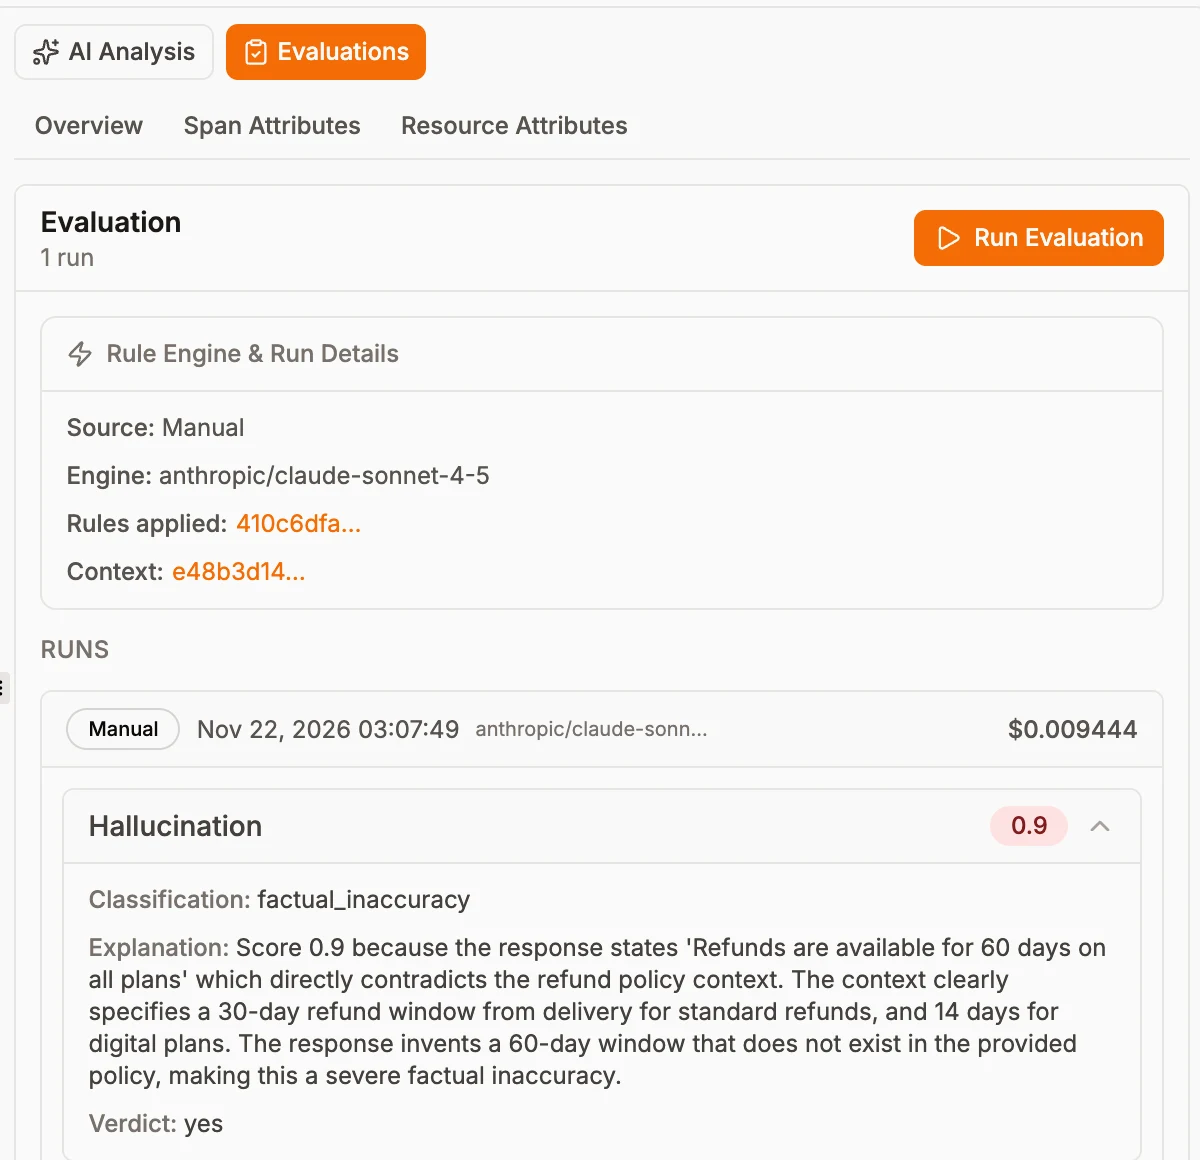 AI Analysis
Evaluations
Overview
Span Attributes
Resource Attributes
Evaluation
1 run
Run Evaluation
Rule Engine & Run Details
Source: Manual
Engine: anthropic/claude-sonnet-4-5
Rules applied: 410c6dfa...
Context: e48b3d14...
RUNS
Manual
Nov 22, 2026 03:07:49
anthropic/claude-sonn...
$0.009444
Hallucination
0.9
Classification: factual_inaccuracy
Explanation: Score 0.9 because the response states 'Refunds are available for 60 days on
all plans' which directly contradicts the refund policy context. The context clearly
specifies a 30-day refund window from delivery for standard refunds, and 14 days for
digital plans. The response invents a 60-day window that does not exist in the provided
policy, making this a severe factual inaccuracy.
Verdict: yes